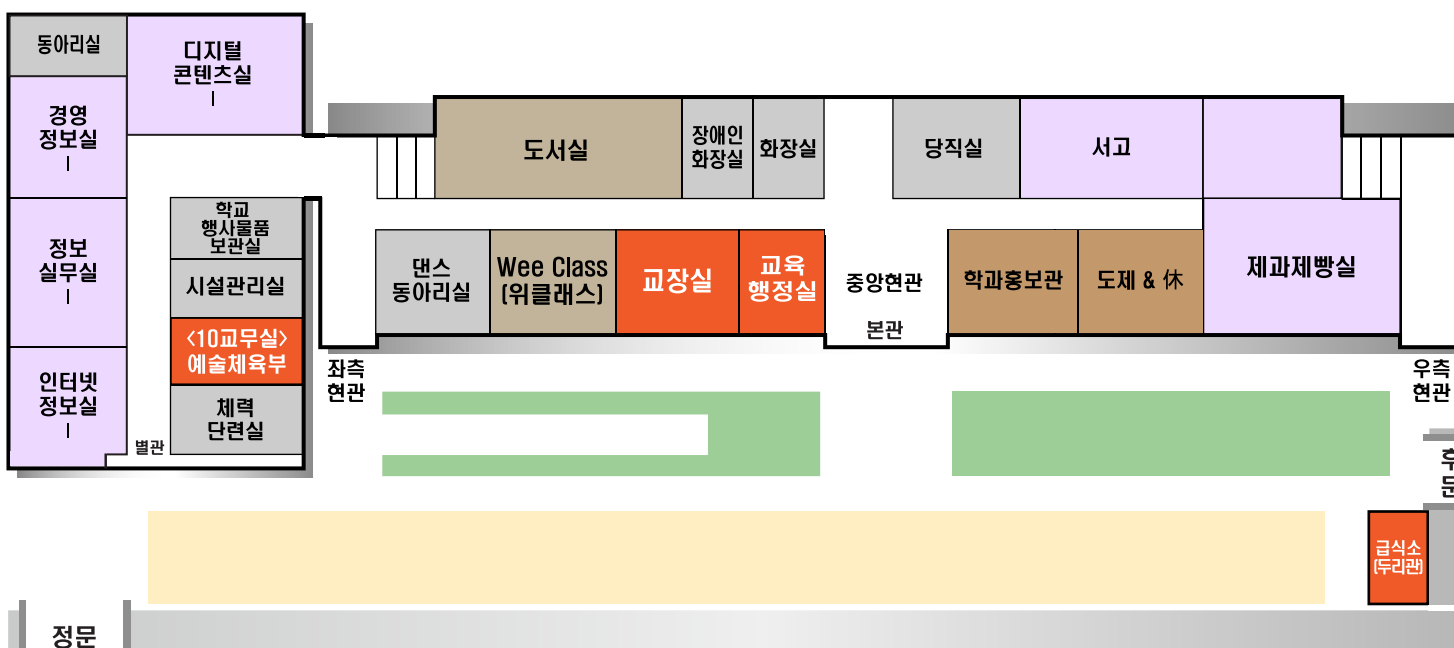 동아리실
디지털
콘텐츠실
I
경영
정보실
I
도서실
장애인
화장실
화장실
당직실
서고
학교
행사물품
보관실
정보
실무실
I
시설관리실
댄스
동아리실
Wee Class
(위클래스)
교장실
교육
행정실
중앙현관
학과홍보관
도제 & 休
제과제빵실
본관
<10교무실>
예술체육부
좌측
현관
우측
현관
인터넷
정보실
I
체력
단련실
별관
후
문
급식소
(두리관)
정문